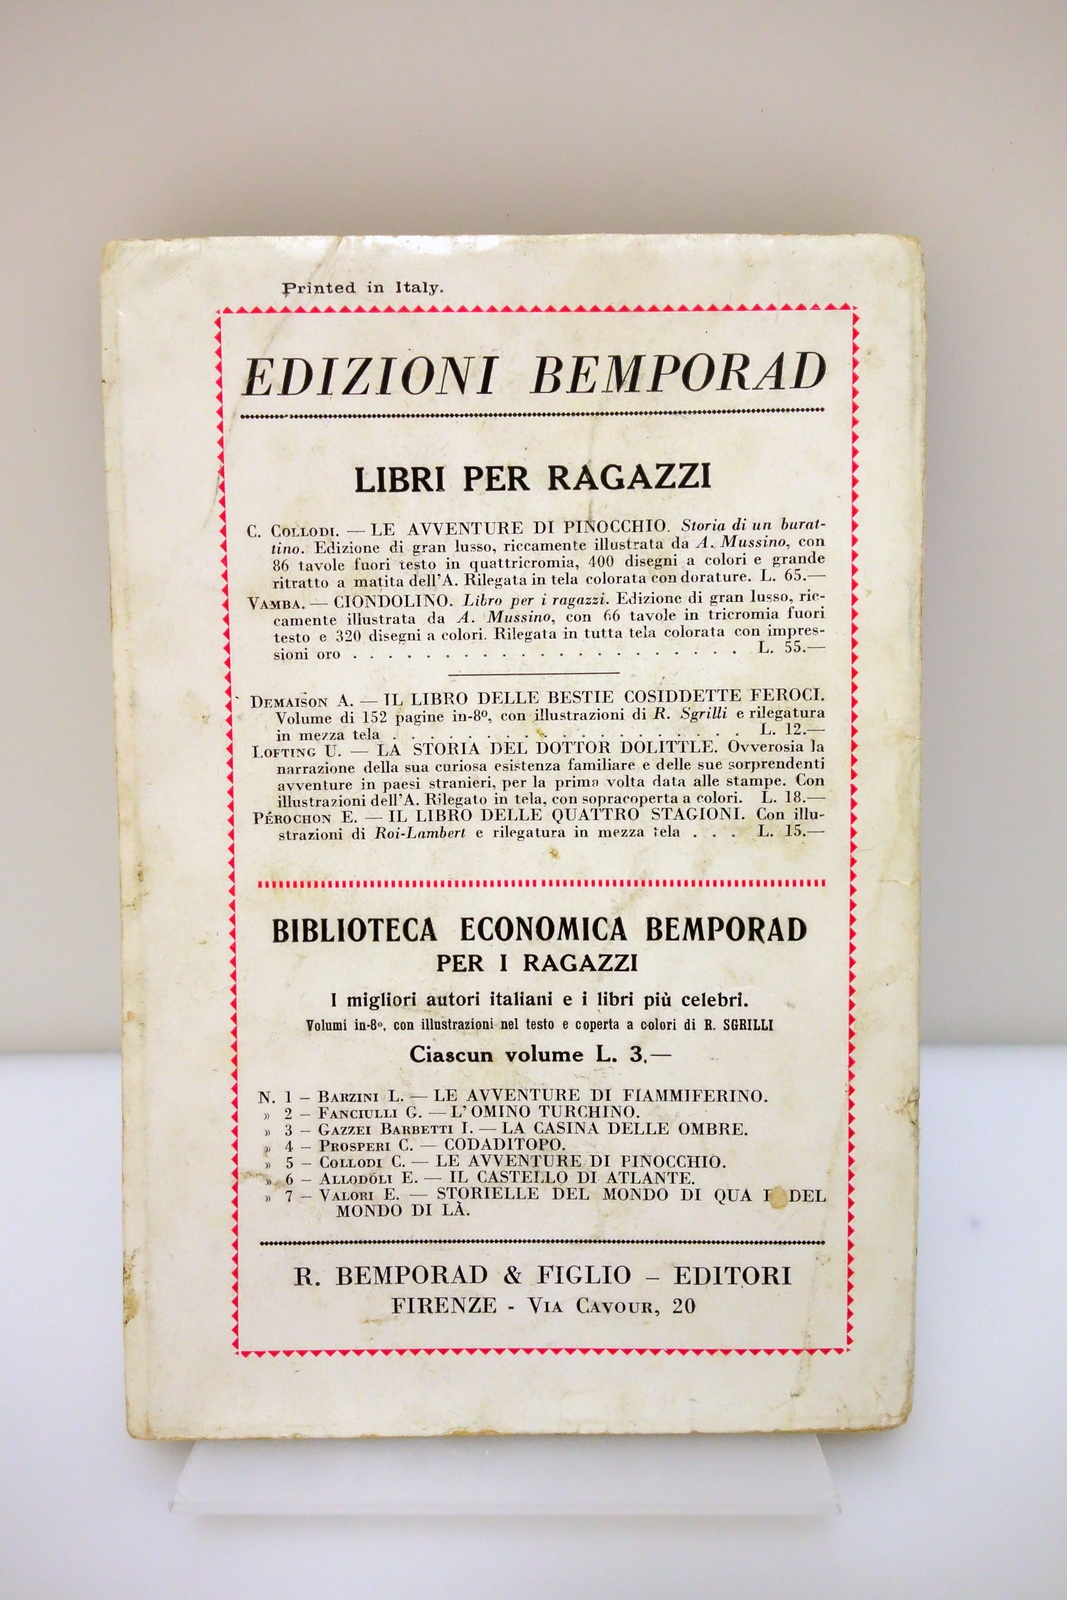 Printed in Italy.
EDIZIONI BEMPORAD
LIBRI PER RAGAZZI
C. COLLODI. — LE AVVENTURE DI PINOCCHIO. Storia di un burat-
tino. Edizione di gran lusso, riccamente illustrata da A. Mussino, con
86 tavole fuori testo in quattricromia, 400 disegni a colori e grande
ritratto a matita dell'A. Rilegata in tela colorata con dorature. L. 65.—
VAMBA. — CIONDOLINO. Libro per i ragazzi. Edizione di gran lusso, ric-
camente illustrata da A. Mussino, con 66 tavole in tricromia fuori
testo e 320 disegni a colori. Rilegata in tutta tela colorata con impres-
sioni oro . . . . . . . . . . . . . . . . . . . . . . L. 55.—
DEMAISON A. — IL LIBRO DELLE BESTIE COSIDDETTE FEROCI.
Volume di 152 pagine in-8º, con illustrazioni di R. Sgrilli e rilegatura
in mezza tela . . . . . . . . . . . . . . . . . . . . L. 12.—
LOFTING U. — LA STORIA DEL DOTTOR DOLITTLE. Ovverosia la
narrazione della sua curiosa esistenza familiare e delle sue sorprendenti
avventure in paesi stranieri, per la prima volta data alle stampe. Con
illustrazioni dell'A. Rilegato in tela, con sopracoperta a colori. L. 18.—
PÉROCHON E. — IL LIBRO DELLE QUATTRO STAGIONI. Con illu-
strazioni di Roi-Lambert e rilegatura in mezza tela . . . L. 15.—
BIBLIOTECA ECONOMICA BEMPORAD
PER I RAGAZZI
I migliori autori italiani e i libri più celebri.
Volumi in-8º, con illustrazioni nel testo e coperta a colori di R. SGRILLI
Ciascun volume L. 3.—
N. 1 – BARZINI L. — LE AVVENTURE DI FIAMMIFERINO.
» 2 – FANCIULLI G. — L'OMINO TURCHINO.
» 3 – GAZZEI BARBETTI I. — LA CASINA DELLE OMBRE.
» 4 – PROSPERI C. — CODADITOPO.
» 5 – COLLODI C. — LE AVVENTURE DI PINOCCHIO.
» 6 – ALLODOLI E. — IL CASTELLO DI ATLANTE.
» 7 – VALORI E. — STORIELLE DEL MONDO DI QUA E DEL
MONDO DI LÀ.
R. BEMPORAD & FIGLIO – EDITORI
FIRENZE - VIA CAVOUR, 20